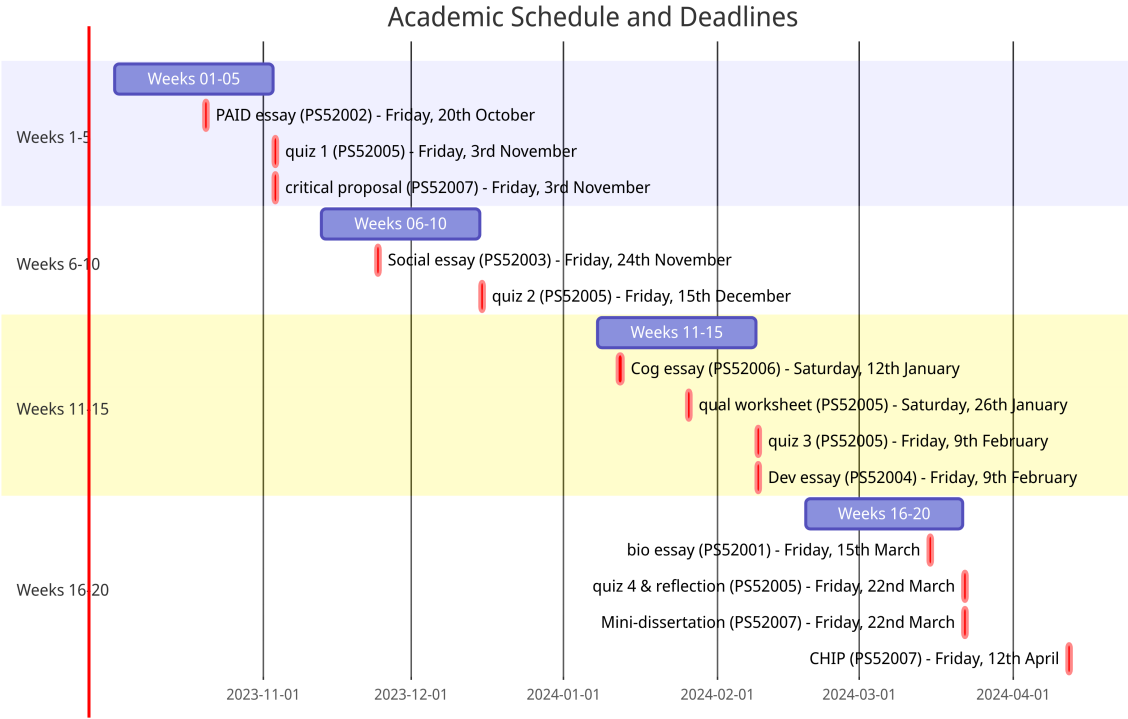 Academic Schedule and Deadlines
Weeks 1-5
Weeks 01-05
PAID essay (PS52002) - Friday, 20th October
quiz 1 (PS52005) - Friday, 3rd November
critical proposal (PS52007) - Friday, 3rd November
Weeks 6-10
Weeks 06-10
Social essay (PS52003) - Friday, 24th November
quiz 2 (PS52005) - Friday, 15th December
Weeks 11-15
Weeks 11-15
Cog essay (PS52006) - Saturday, 12th January
qual worksheet (PS52005) - Saturday, 26th January
quiz 3 (PS52005) - Friday, 9th February
Dev essay (PS52004) - Friday, 9th February
Weeks 16-20
Weeks 16-20
bio essay (PS52001) - Friday, 15th March
quiz 4 & reflection (PS52005) - Friday, 22nd March
Mini-dissertation (PS52007) - Friday, 22nd March
CHIP (PS52007) - Friday, 12th April
2023-11-01 2023-12-01 2024-01-01 2024-02-01 2024-03-01 2024-04-01